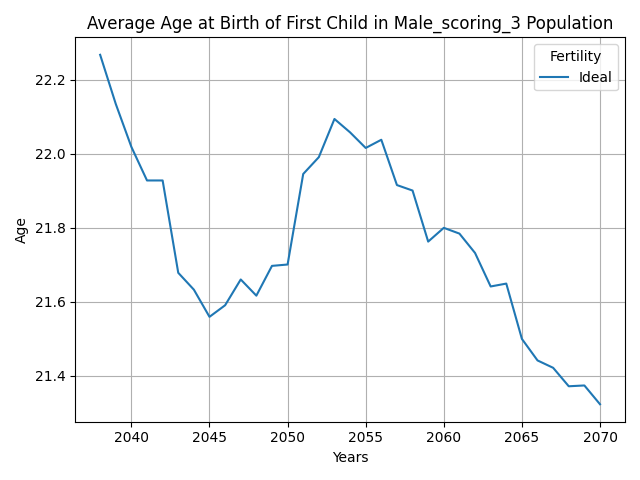 Average Age at Birth of First Child in Male_scoring_3 Population
Fertility
Ideal
22.2
22.0
21.8
21.6
21.4
Age
2040 2045 2050 2055 2060 2065 2070
Years